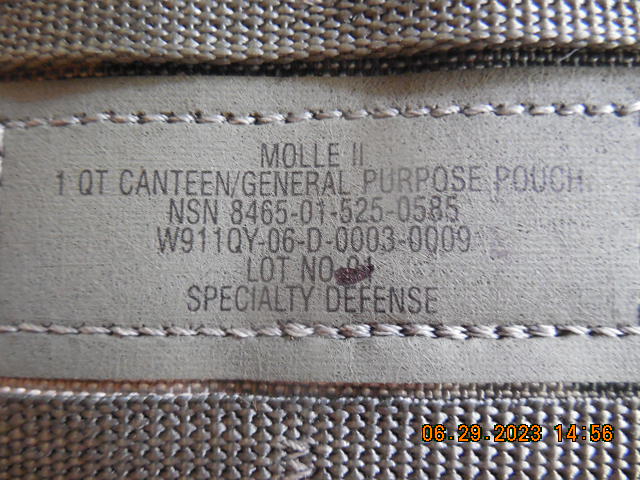 MOLLE II
1 QT CANTEEN/GENERAL PURPOSE POUCH
NSN 8465-01-525-0585
W911QY-06-D-0003-0009
LOT NO.
SPECIALTY DEFENSE
06.29.2023 14:56